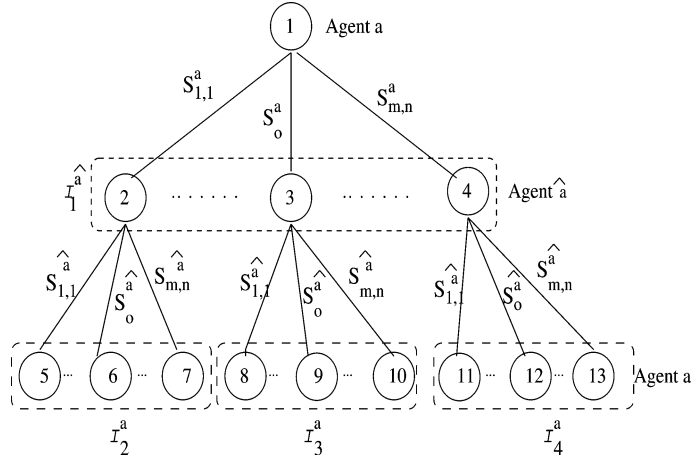 1 Agent a
S^a_{1,1} S^a_o S^a_{m,n}
I^â_1 2 ·· · · · · · 3 ·· · · · · · 4 Agent â
S^â_{1,1} S^â_o S^â_{m,n} S^â_{1,1} S^â_o S^â_{m,n} S^â_{1,1} S^â_o S^â_{m,n}
5 ... 6 ... 7 8 ... 9 ... 10 11 ... 12 ... 13 Agent a
I^a_2 I^a_3 I^a_4